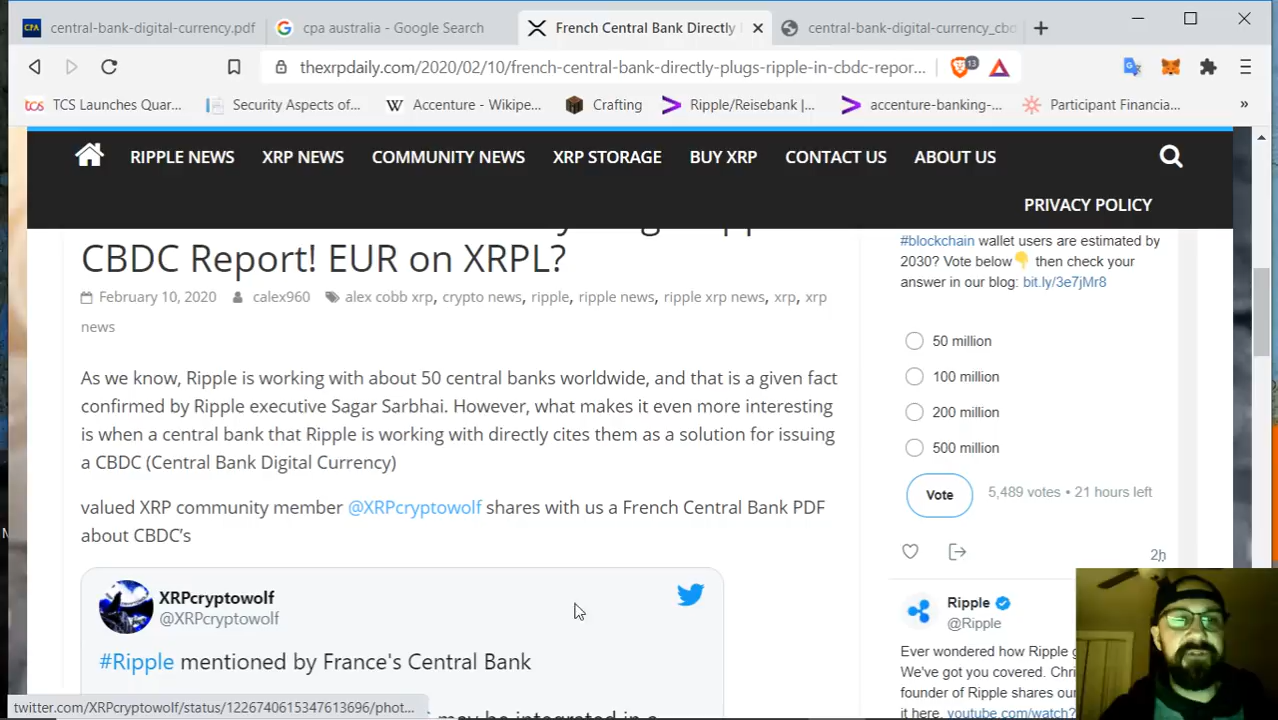 CPA central-bank-digital-currency.pdf
cpa australia - Google Search
French Central Bank Directly
central-bank-digital-currency_cbd
thexrpdaily.com/2020/02/10/french-central-bank-directly-plugs-ripple-in-cbdc-repor...
13
tcs TCS Launches Quar...
Security Aspects of...
W Accenture - Wikipe...
Crafting
Ripple/Reisebank |...
accenture-banking-...
Participant Financia...
»
RIPPLE NEWS XRP NEWS COMMUNITY NEWS XRP STORAGE BUY XRP CONTACT US ABOUT US
PRIVACY POLICY
CBDC Report! EUR on XRPL?
February 10, 2020 calex960 alex cobb xrp, crypto news, ripple, ripple news, ripple xrp news, xrp, xrp
news
As we know, Ripple is working with about 50 central banks worldwide, and that is a given fact
confirmed by Ripple executive Sagar Sarbhai. However, what makes it even more interesting
is when a central bank that Ripple is working with directly cites them as a solution for issuing
a CBDC (Central Bank Digital Currency)
valued XRP community member @XRPcryptowolf shares with us a French Central Bank PDF
about CBDC's
XRPcryptowolf
@XRPcryptowolf
#Ripple mentioned by France's Central Bank
may be integrated in a
twitter.com/XRPcryptowolf/status/1226740615347613696/phot...
#blockchain wallet users are estimated by
2030? Vote below👇 then check your
answer in our blog: bit.ly/3e7jMr8
50 million
100 million
200 million
500 million
Vote 5,489 votes • 21 hours left
2h
Ripple
@Ripple
Ever wondered how Ripple
We've got you covered. Chri
founder of Ripple shares ou
it here. youtube.com/watch?